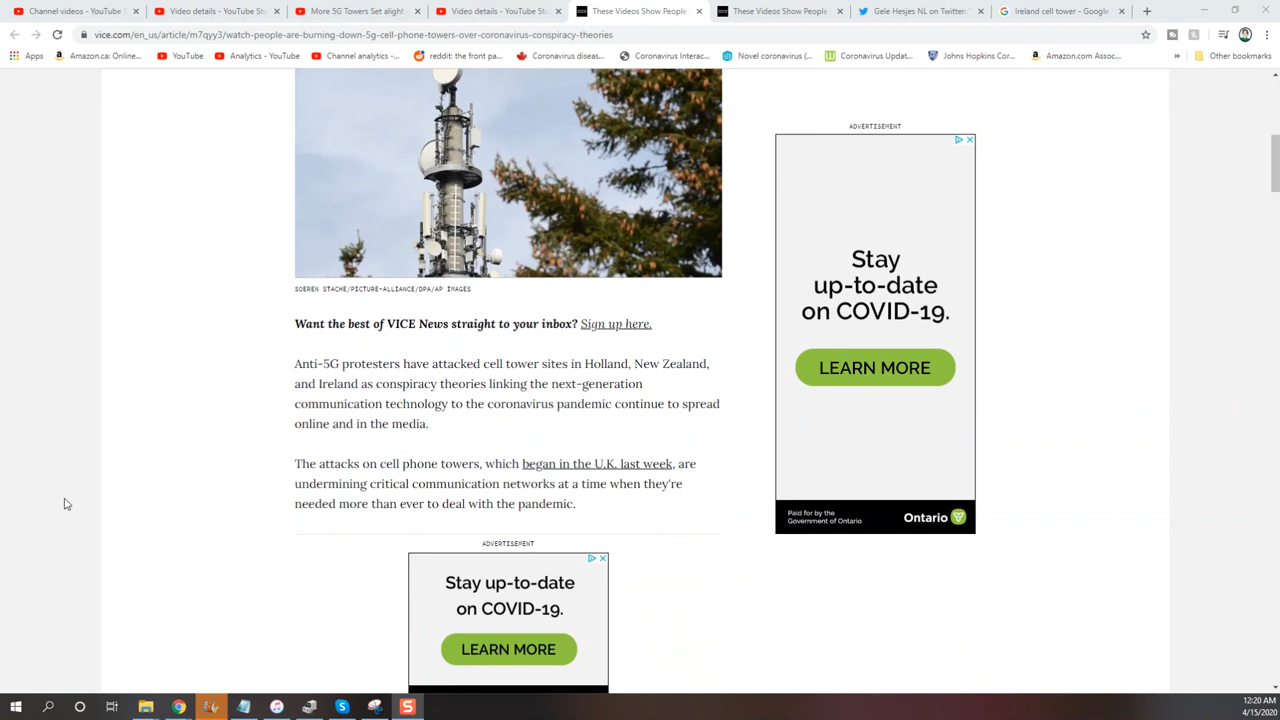 Channel videos - YouTube S
Video details - YouTube Stu
More 5G Towers Set alight
Video details - YouTube Stu
These Videos Show People
These Videos Show People
Gele Hesjes NL on Twitter: "
Ireland cell tower - Google
vice.com/en_us/article/m7qyy3/watch-people-are-burning-down-5g-cell-phone-towers-over-coronavirus-conspiracy-theories
Apps
Amazon.ca: Online...
YouTube
Analytics - YouTube
Channel analytics -...
reddit: the front pa...
Coronavirus diseas...
Coronavirus Interac...
Novel coronavirus (...
Coronavirus Updat...
Johns Hopkins Cor...
Amazon.com Assoc...
»
Other bookmarks
SOEREN STACHE/PICTURE-ALLIANCE/DPA/AP IMAGES
Want the best of VICE News straight to your inbox? Sign up here.
Anti-5G protesters have attacked cell tower sites in Holland, New Zealand,
and Ireland as conspiracy theories linking the next-generation
communication technology to the coronavirus pandemic continue to spread
online and in the media.
The attacks on cell phone towers, which began in the U.K. last week, are
undermining critical communication networks at a time when they're
needed more than ever to deal with the pandemic.
ADVERTISEMENT
Stay up-to-date
on COVID-19.
LEARN MORE
ADVERTISEMENT
Stay
up-to-date
on COVID-19.
LEARN MORE
Paid for by the
Government of Ontario
Ontario
12:20 AM
4/15/2020